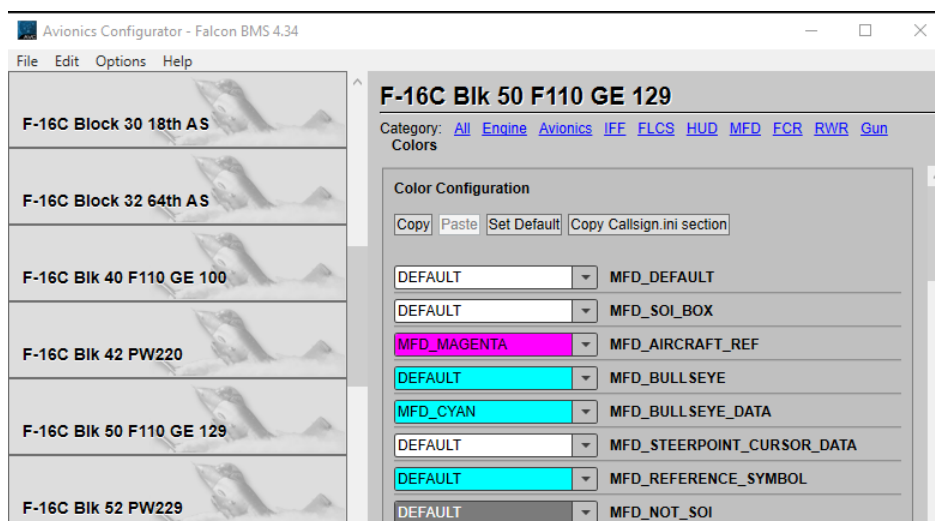 Avionics Configurator - Falcon BMS 4.34
File Edit Options Help
F-16C Block 30 18th AS
F-16C Block 32 64th AS
F-16C Blk 40 F110 GE 100
F-16C Blk 42 PW220
F-16C Blk 50 F110 GE 129
F-16C Blk 52 PW229
F-16C Blk 50 F110 GE 129
Category: All Engine Avionics IFF FLCS HUD MFD FCR RWR Gun
Colors
Color Configuration
Copy Paste Set Default Copy Callsign.ini section
DEFAULT MFD_DEFAULT
DEFAULT MFD_SOI_BOX
MFD_MAGENTA MFD_AIRCRAFT_REF
DEFAULT MFD_BULLSEYE
MFD_CYAN MFD_BULLSEYE_DATA
DEFAULT MFD_STEERPOINT_CURSOR_DATA
DEFAULT MFD_REFERENCE_SYMBOL
DEFAULT MFD_NOT_SOI